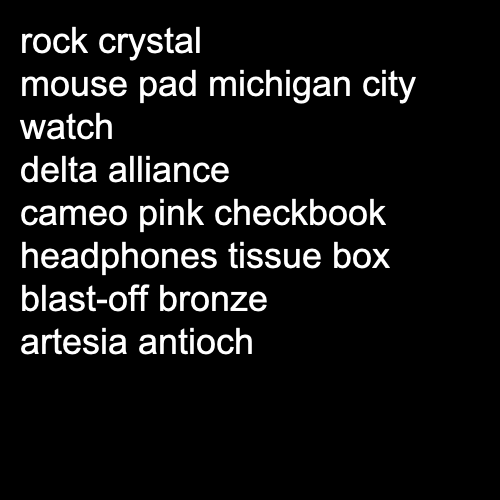 rock crystal
mouse pad michigan city
watch
delta alliance
cameo pink checkbook
headphones tissue box
blast-off bronze
artesia antioch